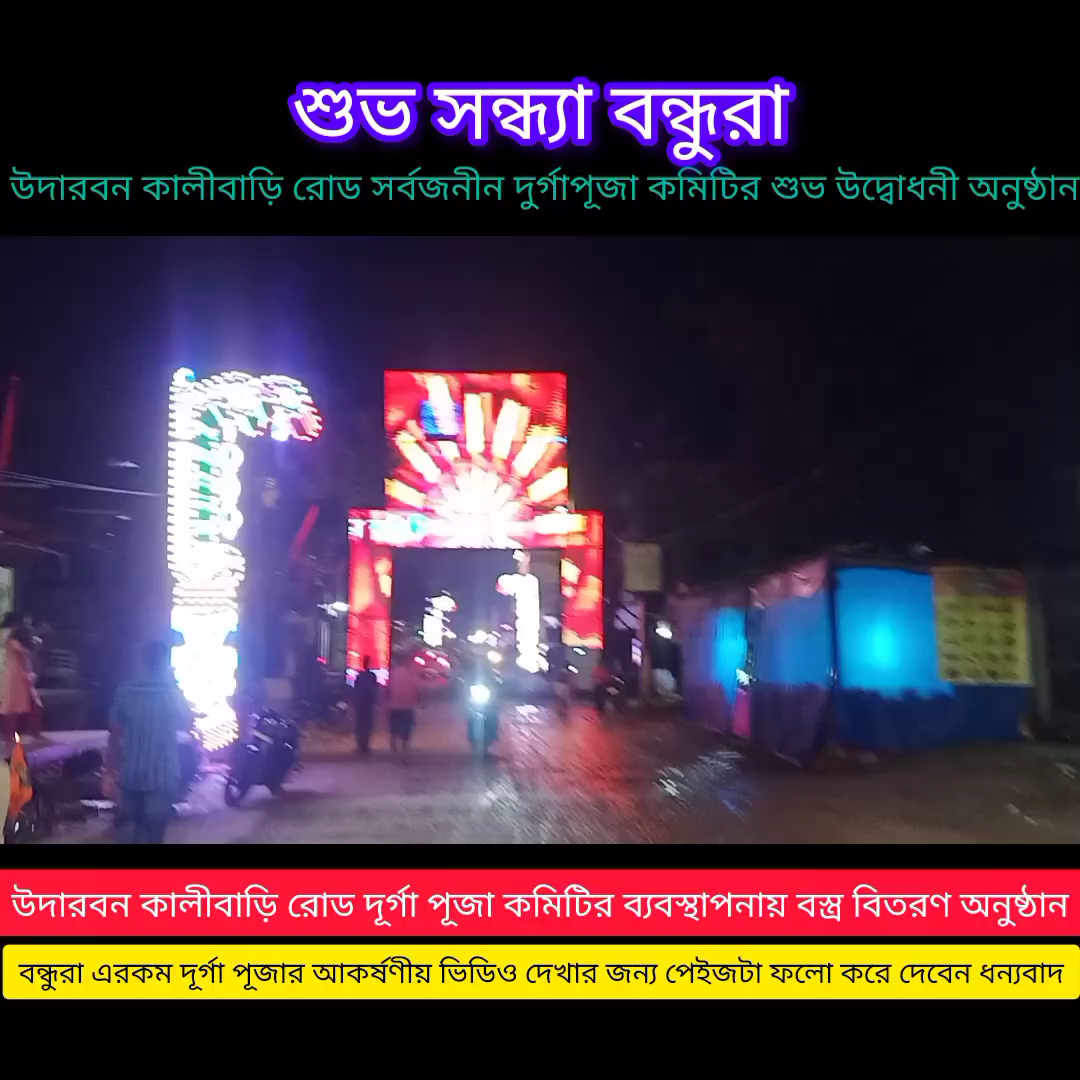 শুভ সন্ধ্যা বন্ধুরা
উদারবন কালীবাড়ি রোড সর্বজনীন দুর্গাপূজা কমিটির শুভ উদ্বোধনী অনুষ্ঠান
উদারবন কালীবাড়ি রোড দূর্গা পূজা কমিটির ব্যবস্থাপনায় বস্ত্র বিতরণ অনুষ্ঠান
বন্ধুরা এরকম দূর্গা পূজার আকর্ষণীয় ভিডিও দেখার জন্য পেইজটা ফলো করে দেবেন ধন্যবাদ